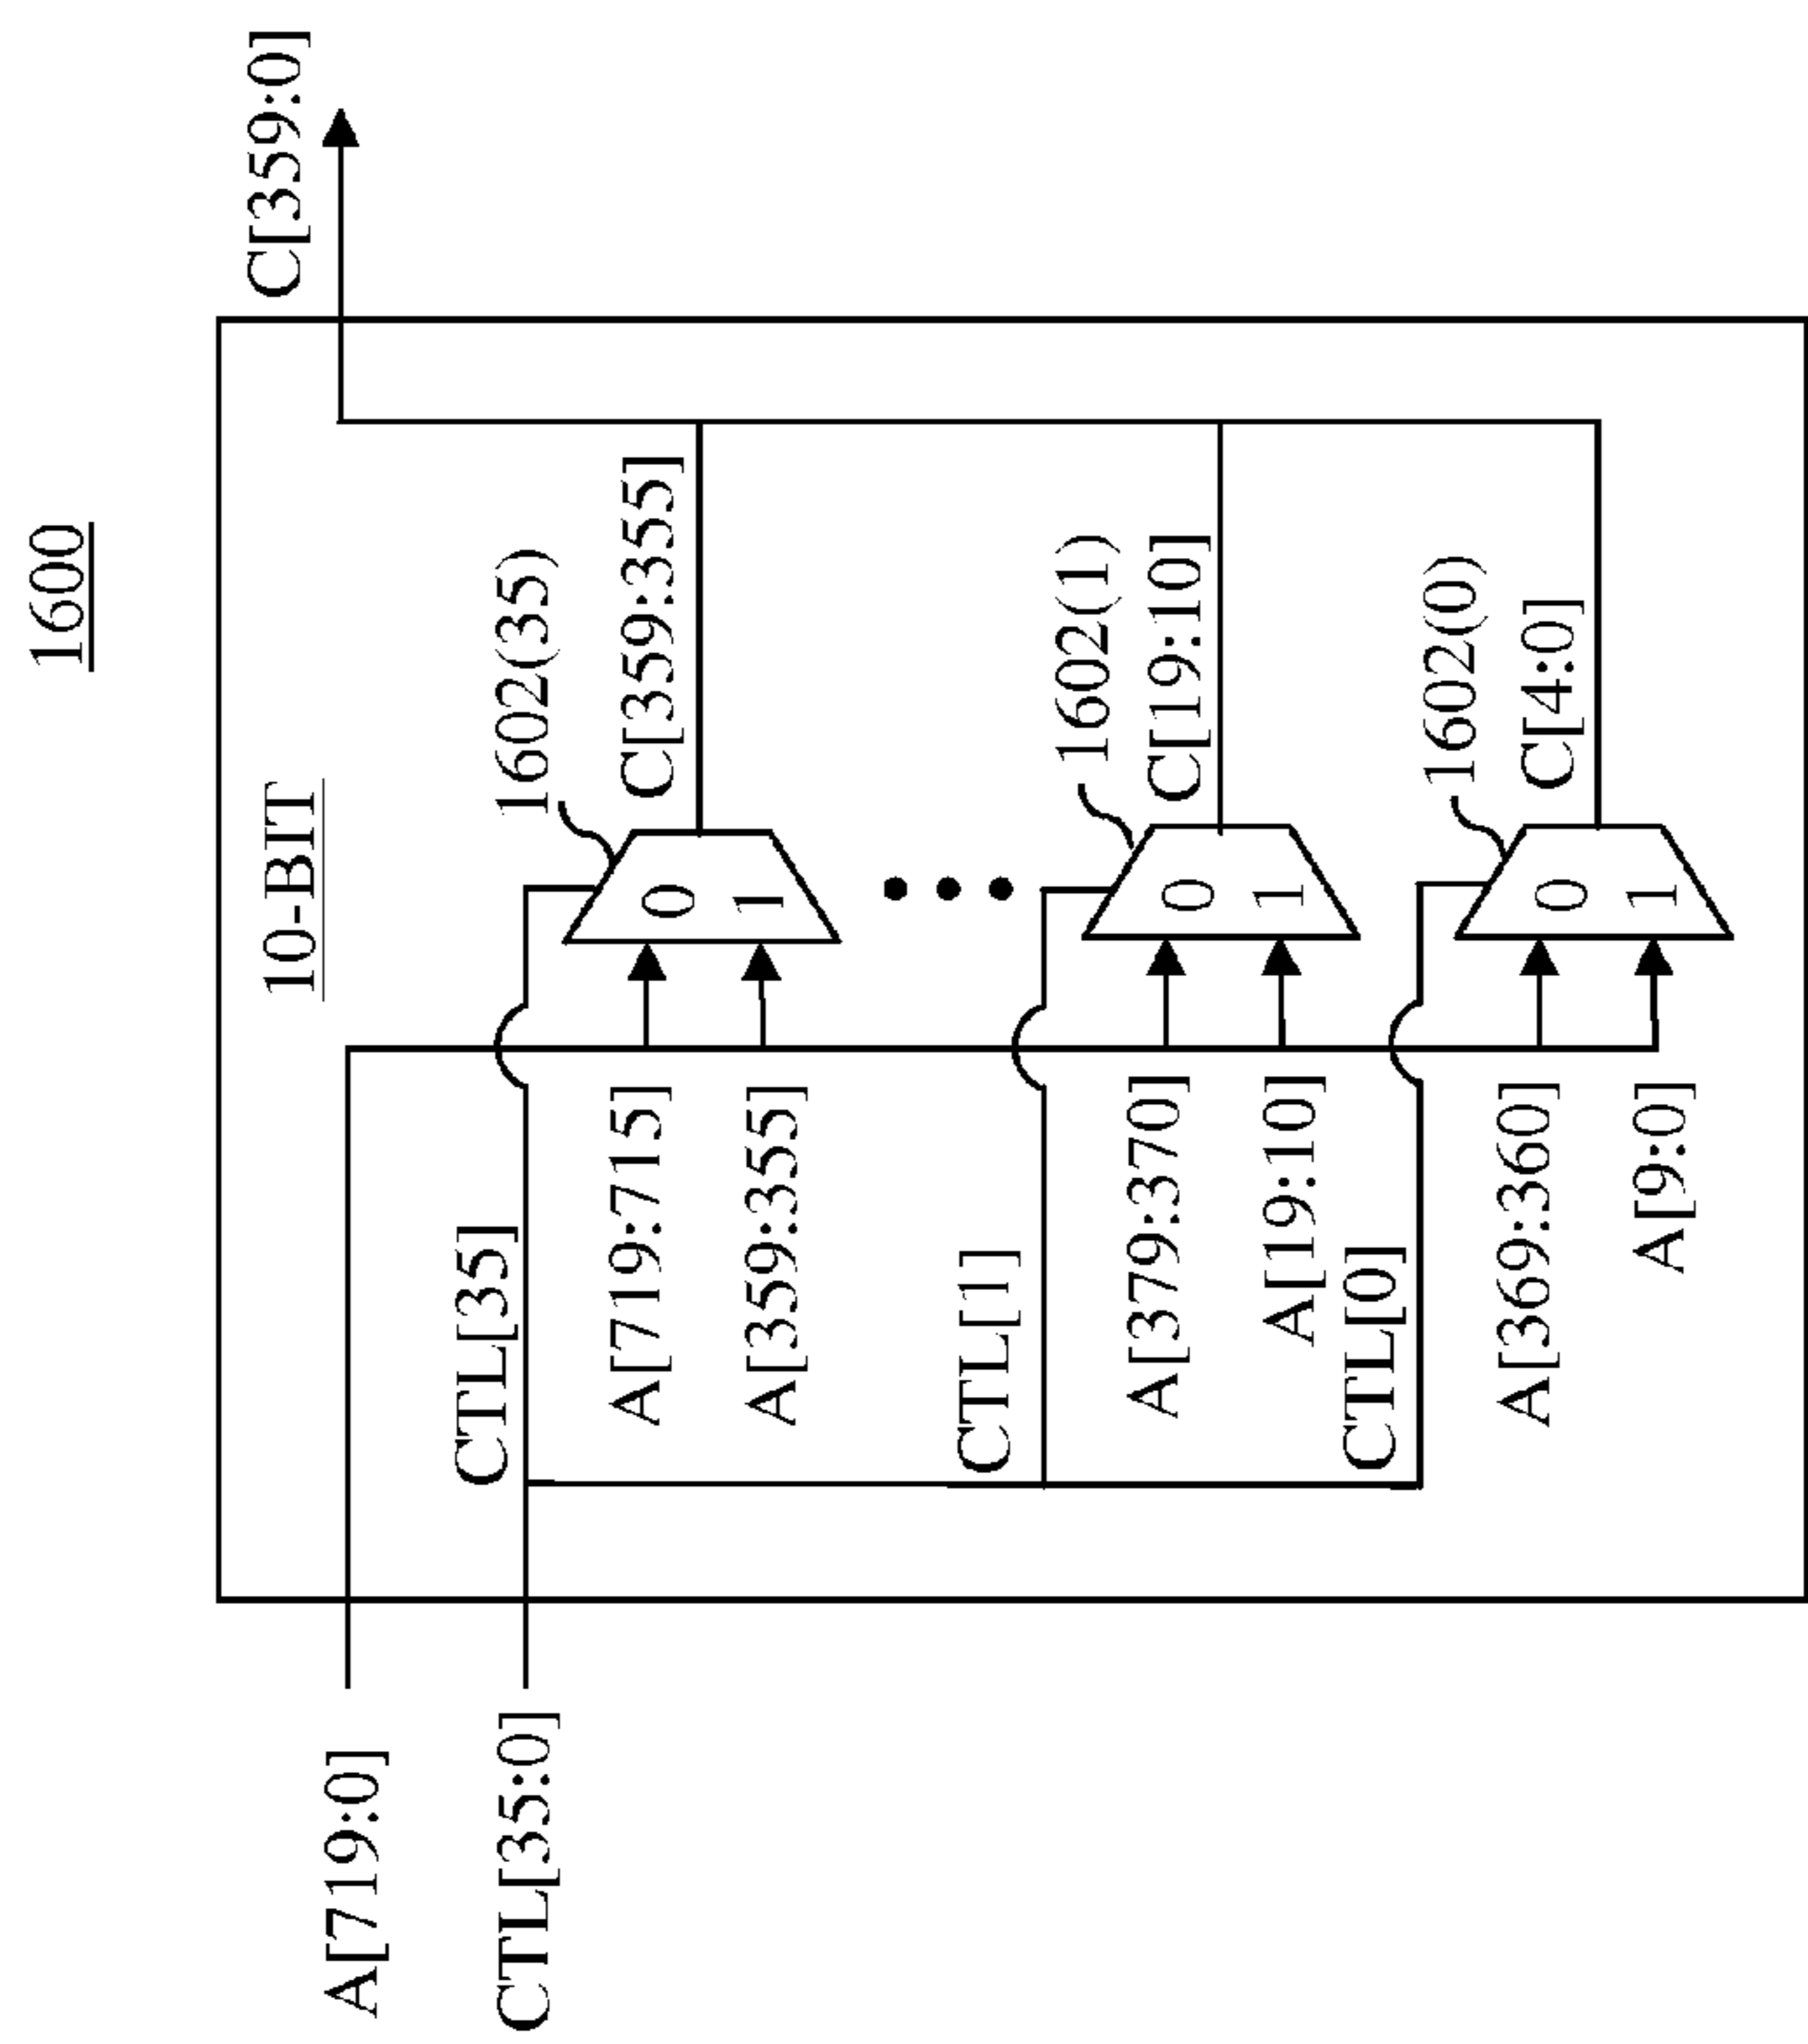 1600
10-BIT
C[359:0]
A[719:0]
CTL[35:0]
CTL[35]
1602(35)
A[719:715]
0
C[359:355]
A[359:355]
1
CTL[1]
1602(1)
A[379:370]
0
C[19:10]
A[19:10]
1
CTL[0]
1602(0)
A[369:360]
0
C[4:0]
A[9:0]
1